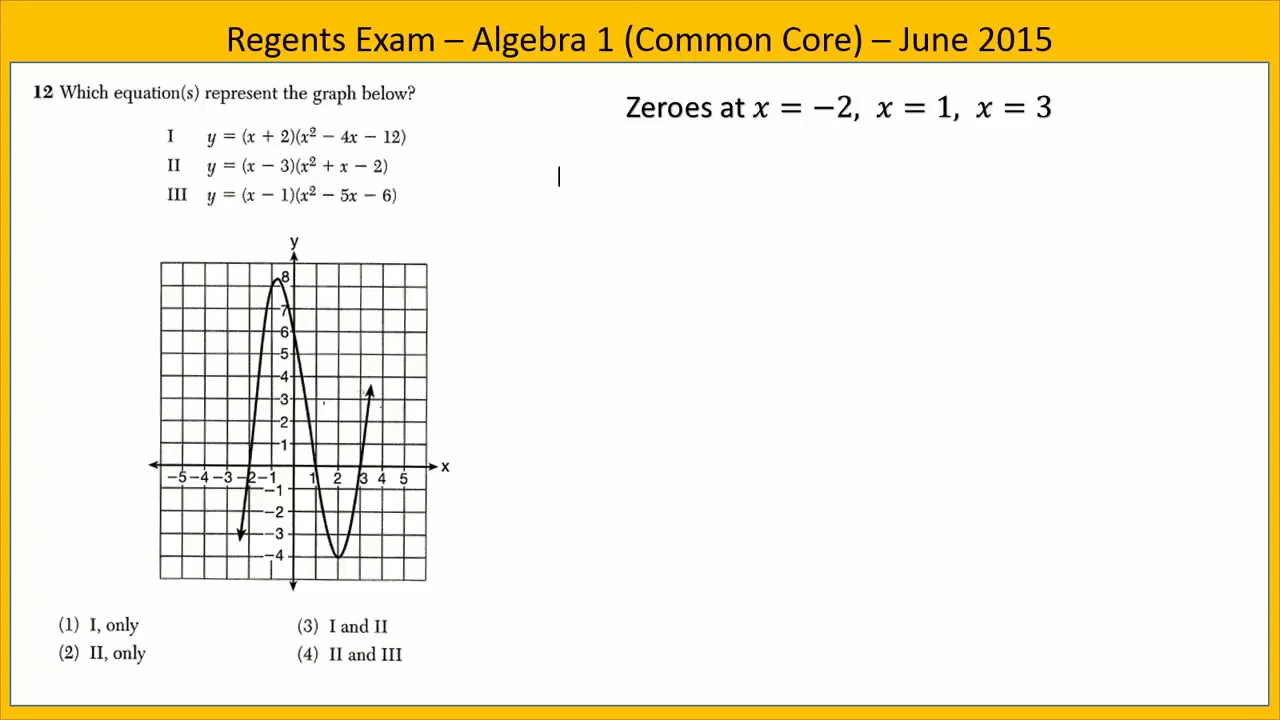 Regents Exam – Algebra 1 (Common Core) – June 2015
12 Which equation(s) represent the graph below?
I y = (x + 2)(x² − 4x − 12)
II y = (x − 3)(x² + x − 2)
III y = (x − 1)(x² − 5x − 6)
Zeroes at x = −2, x = 1, x = 3
y
8
7
6
5
4
3
2
1
x
−5 −4 −3 −2 −1 1 2 3 4 5
−1
−2
−3
−4
(1) I, only
(2) II, only
(3) I and II
(4) II and III